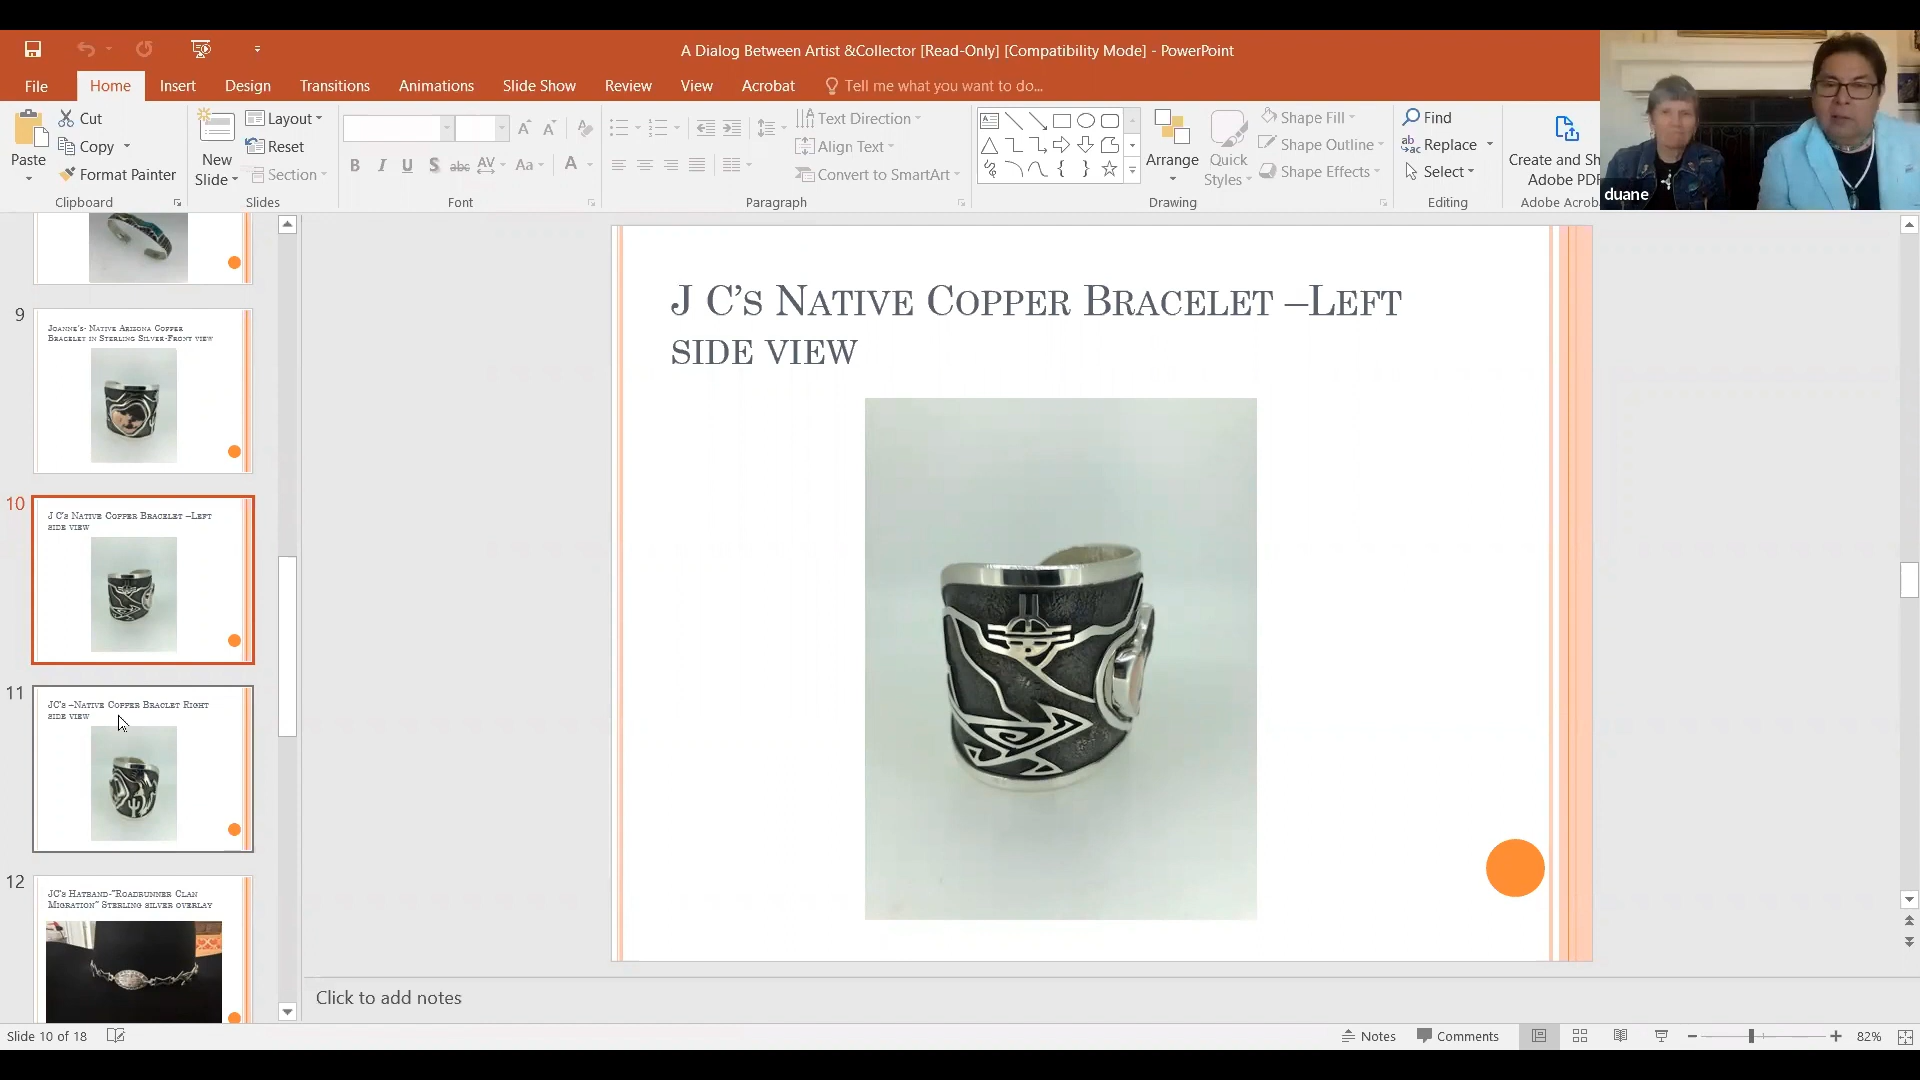 A Dialog Between Artist &Collector [Read-Only] [Compatibility Mode] - PowerPoint
File Home Insert Design Transitions Animations Slide Show Review View Acrobat Tell me what you want to do...
Paste
Cut
Copy
Format Painter
Clipboard
New
Slide
Layout
Reset
Section
Slides
B I U S abc AV Aa A
Font
Text Direction
Align Text
Convert to SmartArt
Paragraph
Arrange
Quick
Styles
Shape Fill
Shape Outline
Shape Effects
Drawing
Find
Replace
Select
Editing
Create and Sh
Adobe PDF
Adobe Acroba
duane
9
Joanne's- Native Arizona Copper
Bracelet in Sterling Silver-Front view
10
J C's Native Copper Bracelet –Left
side view
11
JC's –Native Copper Braclet Right
side view
12
JC's Hatband-"Roadrunner Clan
Migration" Sterling silver overlay
J C’s Native Copper Bracelet –Left
side view
Click to add notes
Slide 10 of 18
Notes
Comments
82%